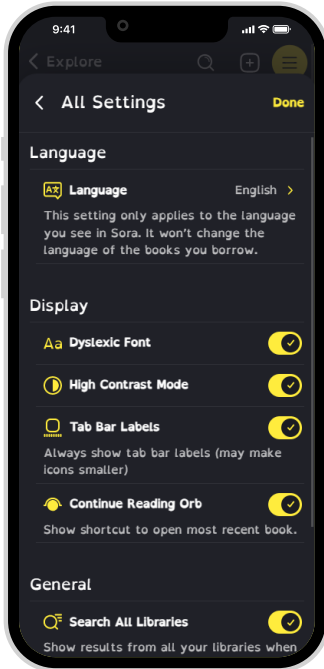 9:41
Explore
All Settings
Done
Language
Language
English
This setting only applies to the language
you see in Sora. It won't change the
language of the books you borrow.
Display
Aa Dyslexic Font
High Contrast Mode
Tab Bar Labels
Always show tab bar labels (may make
icons smaller)
Continue Reading Orb
Show shortcut to open most recent book.
General
Search All Libraries
Show results from all your libraries when